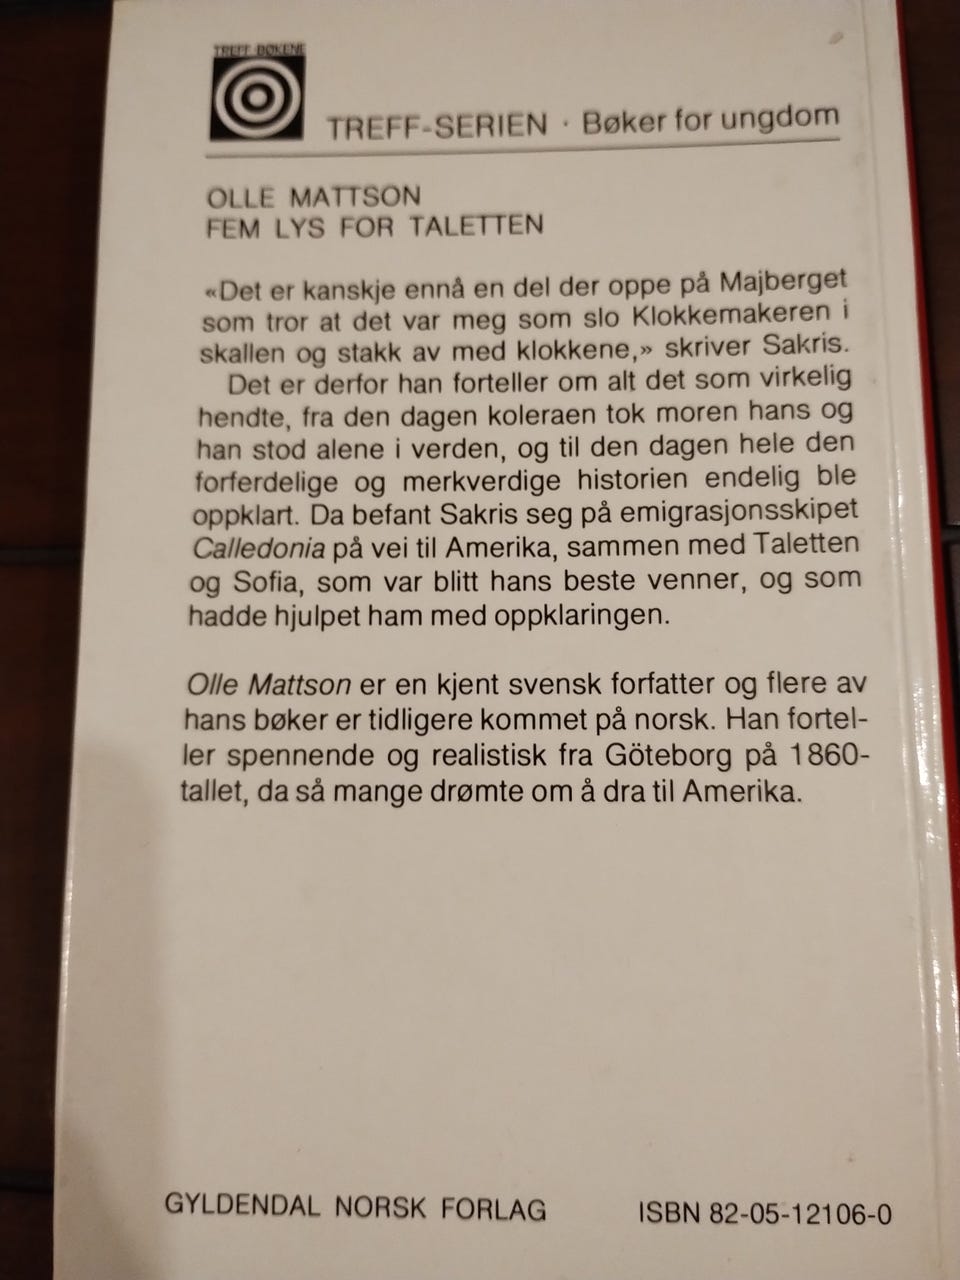 TREFF-BØKENE
TREFF-SERIEN · Bøker for ungdom
OLLE MATTSON
FEM LYS FOR TALETTEN
«Det er kanskje ennå en del der oppe på Majberget
som tror at det var meg som slo Klokkemakeren i
skallen og stakk av med klokkene,» skriver Sakris.
Det er derfor han forteller om alt det som virkelig
hendte, fra den dagen koleraen tok moren hans og
han stod alene i verden, og til den dagen hele den
forferdelige og merkverdige historien endelig ble
oppklart. Da befant Sakris seg på emigrasjonsskipet
Calledonia på vei til Amerika, sammen med Taletten
og Sofia, som var blitt hans beste venner, og som
hadde hjulpet ham med oppklaringen.
Olle Mattson er en kjent svensk forfatter og flere av
hans bøker er tidligere kommet på norsk. Han fortel-
ler spennende og realistisk fra Göteborg på 1860-
tallet, da så mange drømte om å dra til Amerika.
GYLDENDAL NORSK FORLAG
ISBN 82-05-12106-0